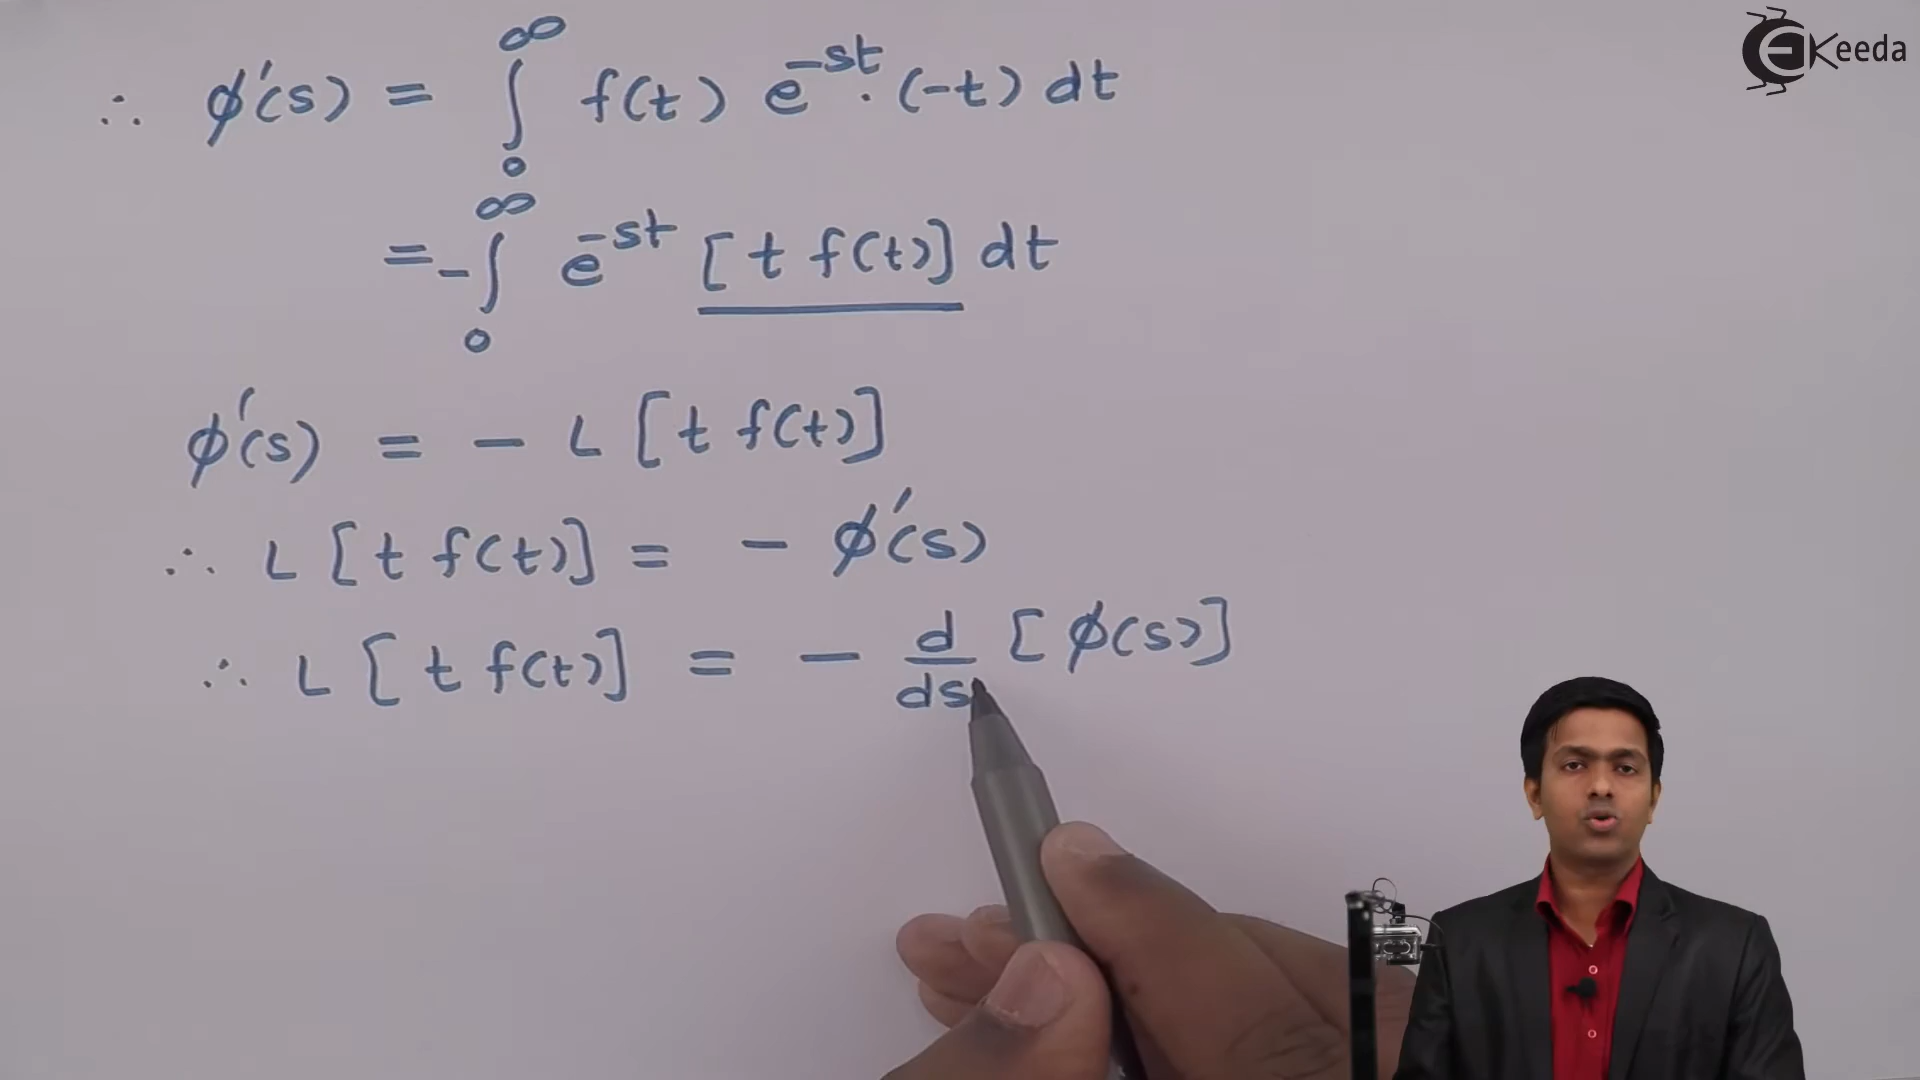 Keeda
∴ φ'(s) = ∫₀^∞ f(t) e^{-st}·(-t) dt
= -∫₀^∞ e^{-st} [t f(t)] dt
φ'(s) = - L [t f(t)]
∴ L [t f(t)] = - φ'(s)
∴ L [t f(t)] = - d/ds [φ(s)]